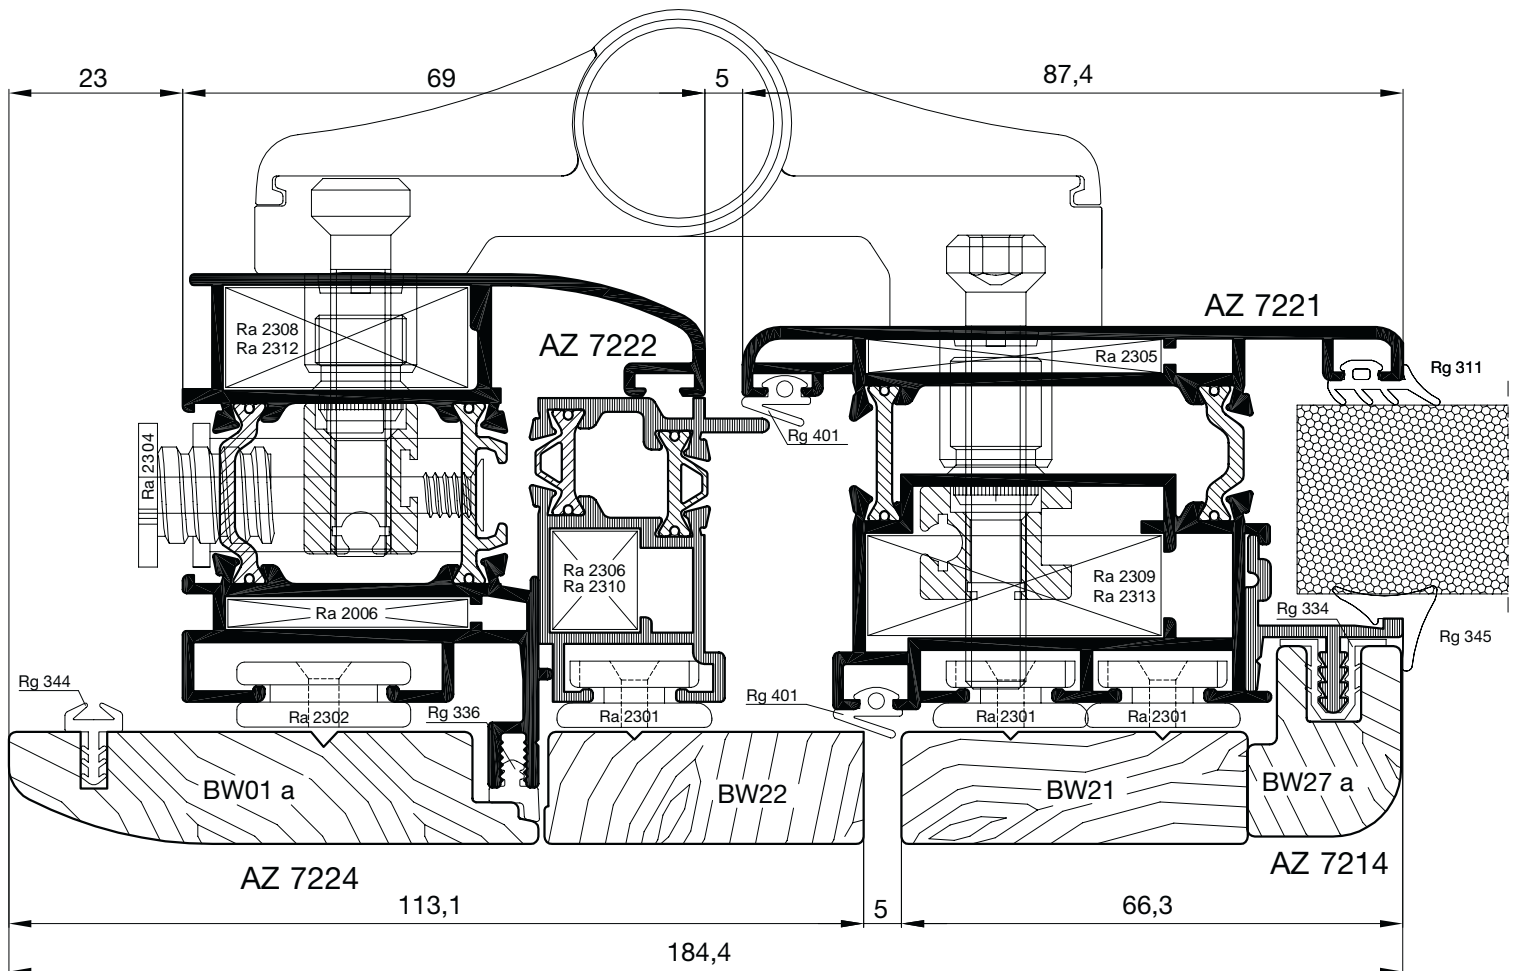 23
69
5
87,4
AZ 7221
Ra 2308
Ra 2312
AZ 7222
Ra 2305
Rg 311
Rg 401
Ra 2304
Ra 2306
Ra 2310
Ra 2309
Ra 2313
Ra 2006
Rg 334
Rg 345
Rg 344
Rg 401
Ra 2302
Rg 336
Ra 2301
Ra 2301
Ra 2301
BW01 a
BW22
BW21
BW27 a
AZ 7224
AZ 7214
113,1
5
66,3
184,4